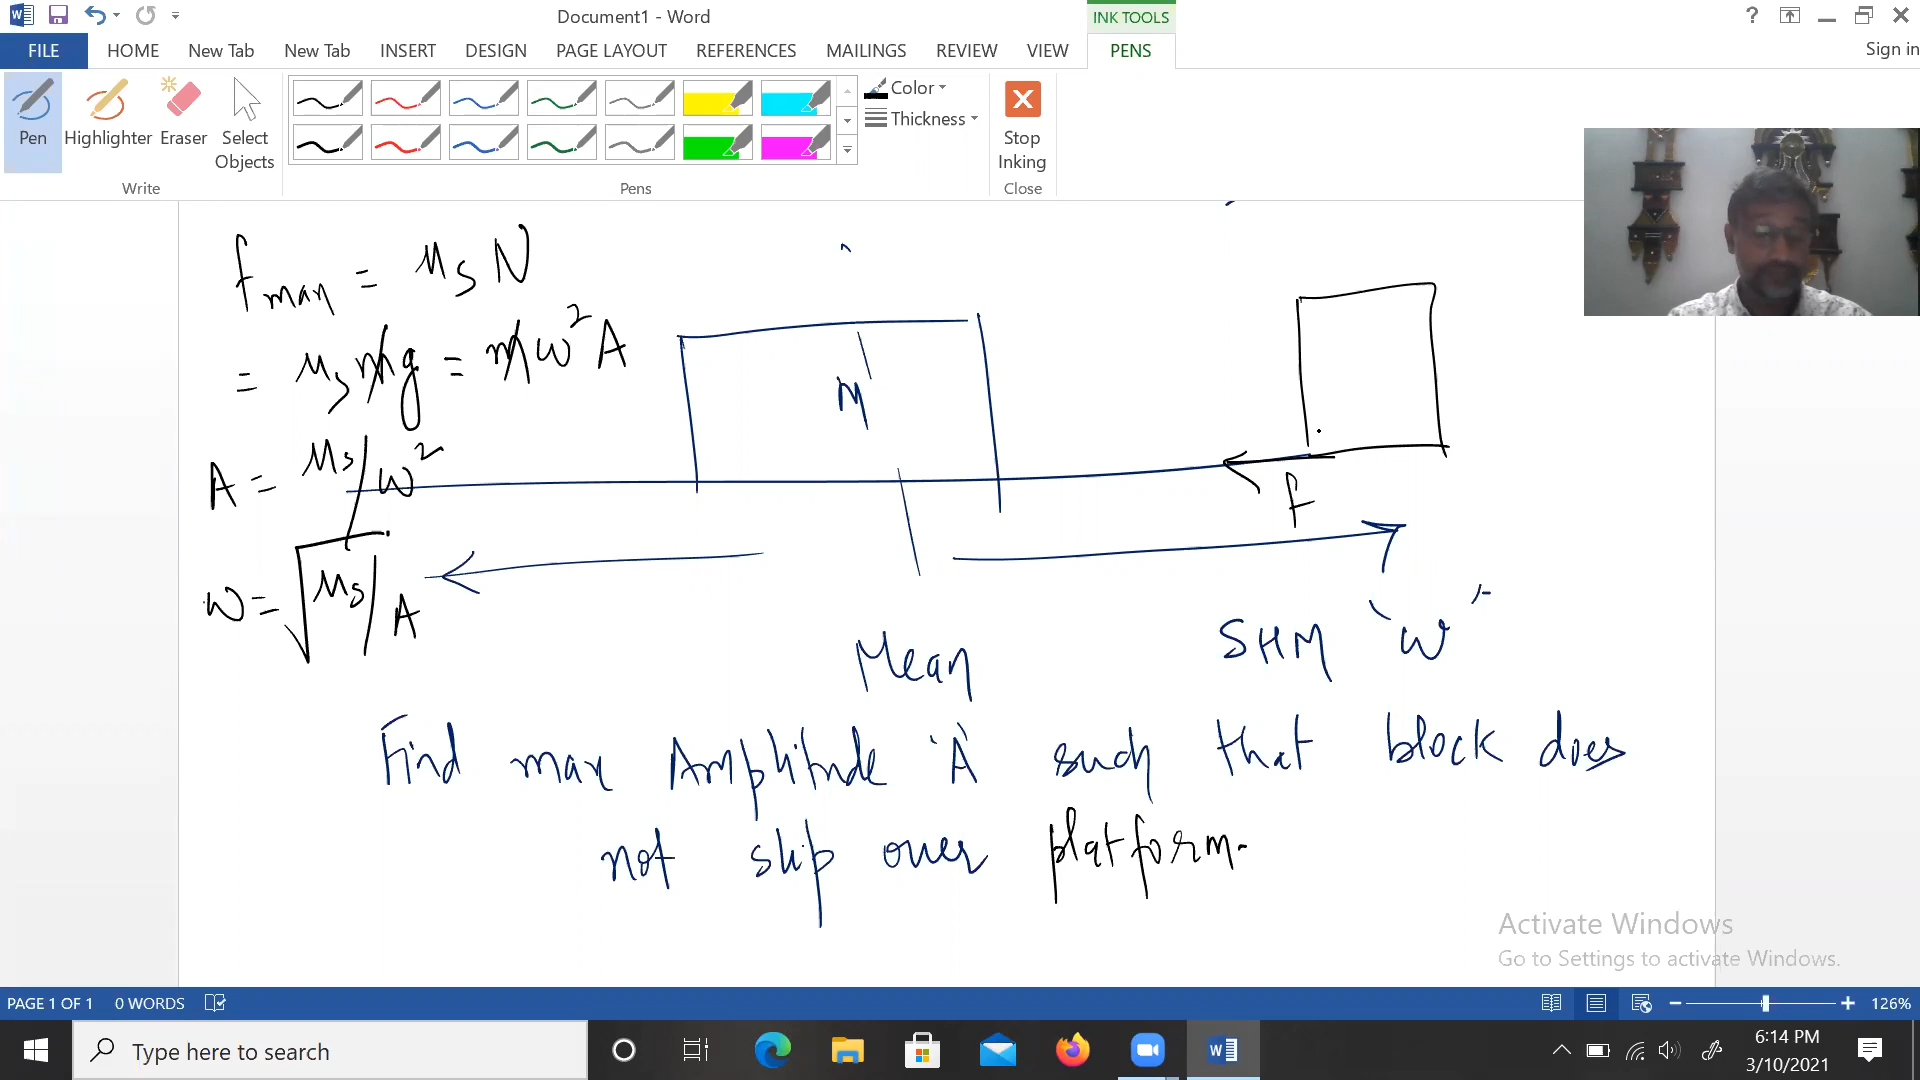 Document1 - Word
INK TOOLS
?
FILE HOME New Tab New Tab INSERT DESIGN PAGE LAYOUT REFERENCES MAILINGS REVIEW VIEW PENS
Sign in
Pen
Highlighter
Eraser
Select
Objects
Color
Thickness
Stop
Inking
Write
Pens
Close
fmax = μs N
= μs mg = mω² A
A = μs/ω²
ω = √μs/A
M
f
Mean
SHM 'ω'
Find max Amplitude 'A' such that block does
not slip over platform.
Activate Windows
Go to Settings to activate Windows.
PAGE 1 OF 1 0 WORDS
126%
Type here to search
6:14 PM
3/10/2021